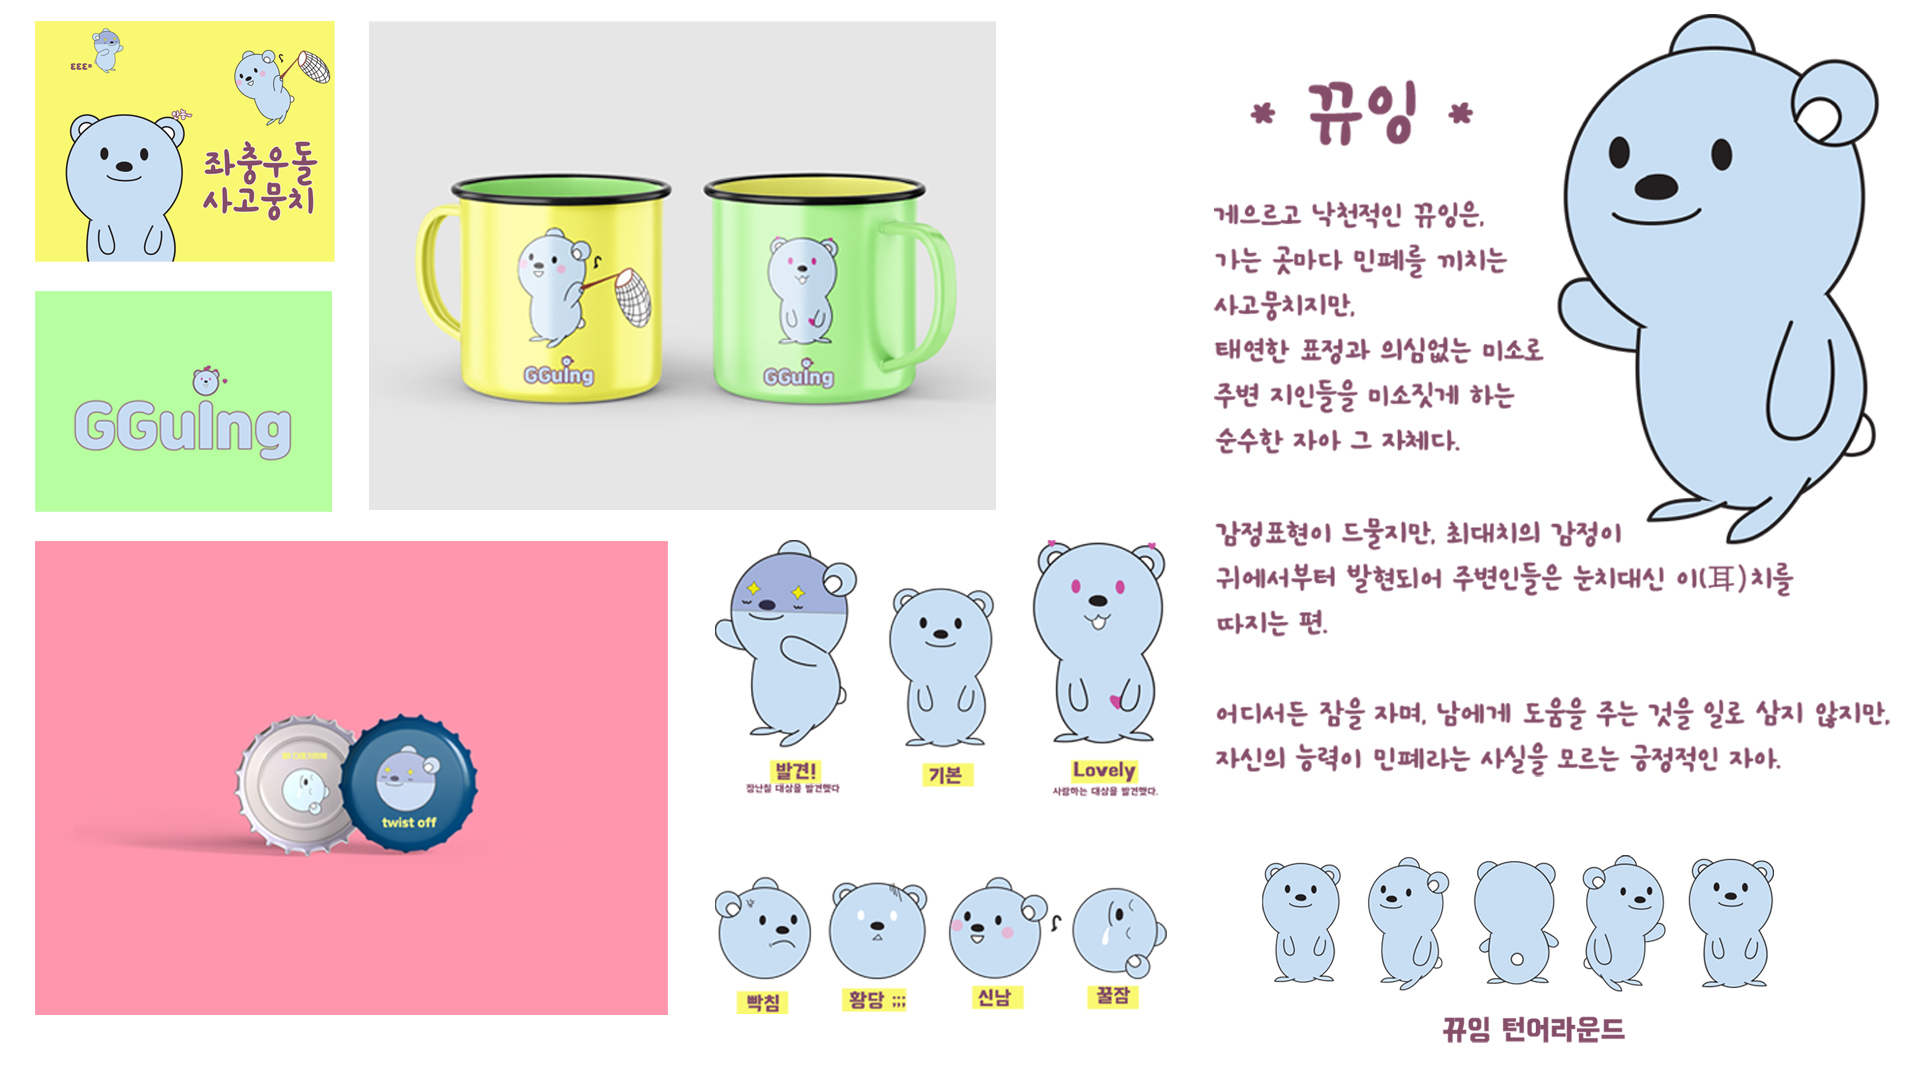 ㅋㅋㅋ
좌충우돌
사고뭉치
GGuIng
GGuIng
GGuIng
twist off
발견!
장난칠 대상을 발견했다
기본
Lovely
사랑하는 대상을 발견했다.
빡침
황당 ;;;
신남
꿀잠
* 뀨잉 *
게으르고 낙천적인 뀨잉은,
가는 곳마다 민폐를 끼치는
사고뭉치지만,
태연한 표정과 의심없는 미소로
주변 지인들을 미소짓게 하는
순수한 자아 그 자체다.
감정표현이 드물지만, 최대치의 감정이
귀에서부터 발현되어 주변인들은 눈치대신 이(耳)치를
따지는 편.
어디서든 잠을 자며, 남에게 도움을 주는 것을 일로 삼지 않지만,
자신의 능력이 민폐라는 사실을 모르는 긍정적인 자아.
뀨잉 턴어라운드